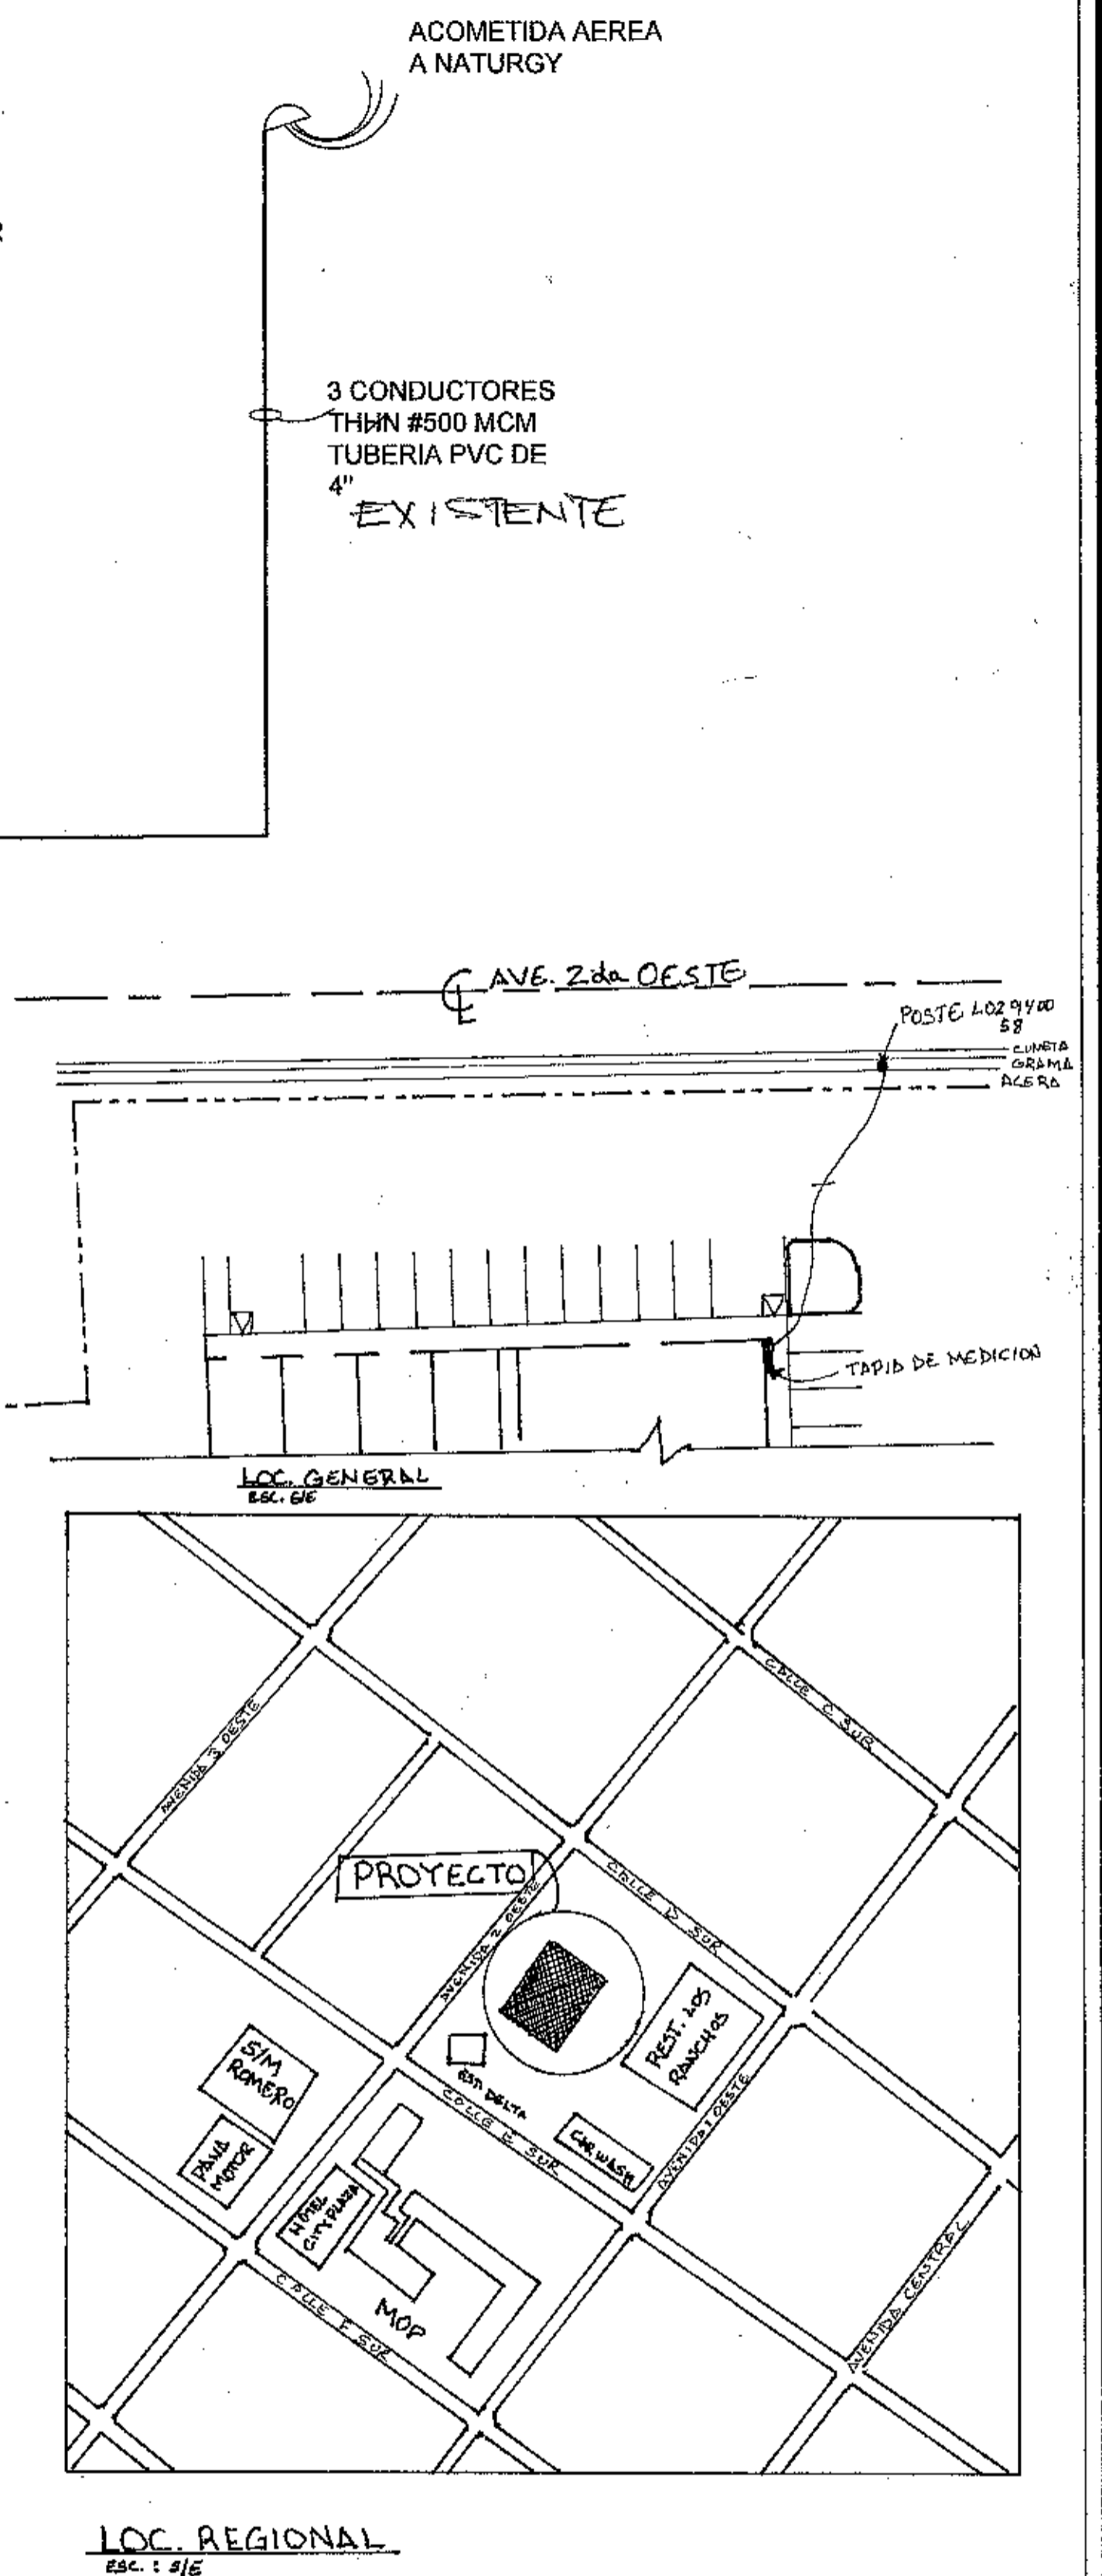 ACOMETIDA AEREA
A NATURGY
3 CONDUCTORES
THHN #500 MCM
TUBERIA PVC DE
4"
EXISTENTE
CL AVE. 2da OESTE
POSTE L029400
58
CUNETA
GRAMA
ACERA
TAPIA DE MEDICION
LOC. GENERAL
ESC. S/E
CALLE C SUR
AVENIDA 3 OESTE
PROYECTO
CALLE D SUR
AVENIDA 2 OESTE
REST. LOS
RANCHOS
S/M
ROMERO
EST. DELTA
CALLE E SUR
CAR WASH
AVENIDA 1 OESTE
PANA
MOTOR
HOTEL
CITY PLAZA
MOP
CALLE F SUR
AVENIDA CENTRAL
LOC. REGIONAL
ESC. : S/E